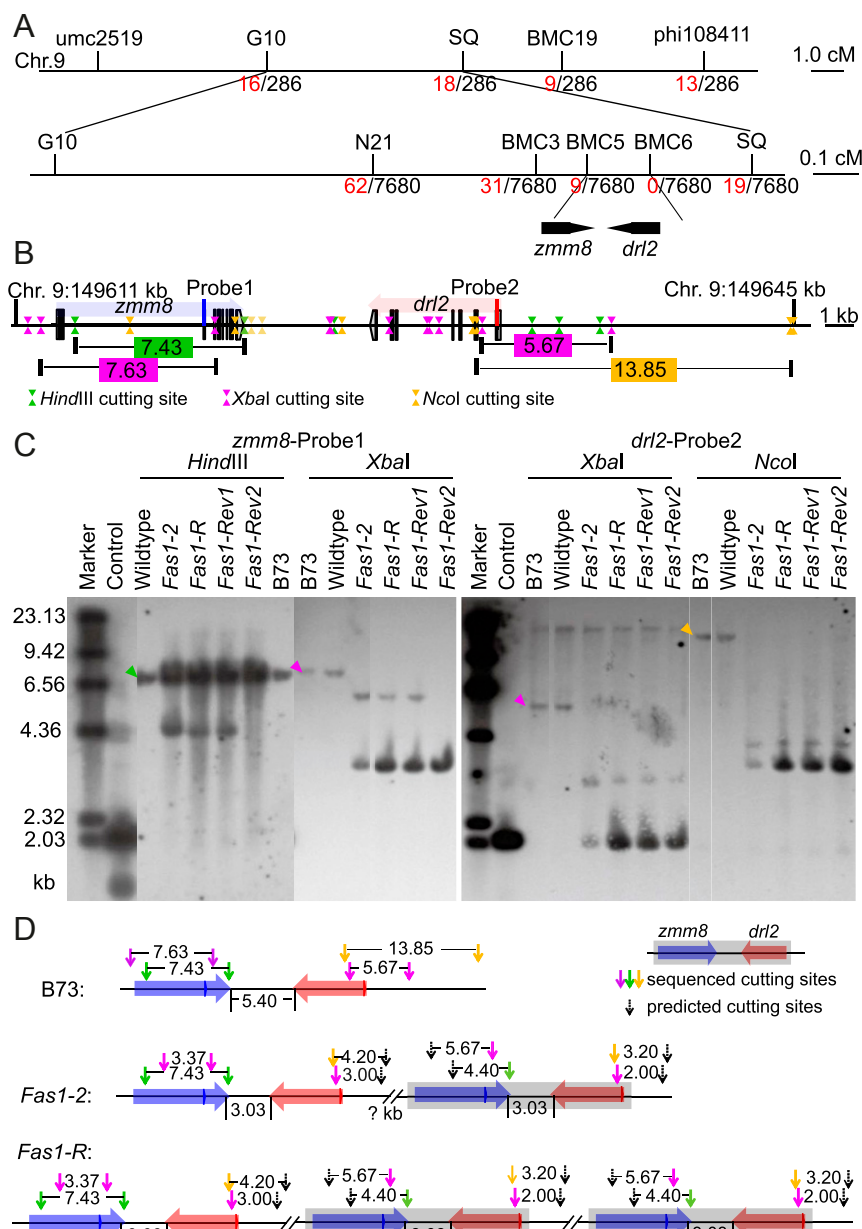 A
umc2519 G10 SQ BMC19 phi108411
Chr.9 1.0 cM
16/286 18/286 9/286 13/286
G10 N21 BMC3 BMC5 BMC6 SQ 0.1 cM
62/7680 31/7680 9/7680 0/7680 19/7680
zmm8 drl2
B
Chr. 9:149611 kb zmm8 Probe1 drl2 Probe2 Chr. 9:149645 kb
1 kb
7.43 5.67
7.63 13.85
HindIII cutting site XbaI cutting site NcoI cutting site
C
zmm8-Probe1 drl2-Probe2
HindIII XbaI XbaI NcoI
Marker Control Wildtype Fas1-2 Fas1-R Fas1-Rev1 Fas1-Rev2 B73 B73 Wildtype Fas1-2 Fas1-R Fas1-Rev1 Fas1-Rev2 Marker Control B73 Wildtype Fas1-2 Fas1-R Fas1-Rev1 Fas1-Rev2 B73 Wildtype Fas1-2 Fas1-R Fas1-Rev1 Fas1-Rev2
23.13
9.42
6.56
4.36
2.32
2.03
kb
D
zmm8 drl2
sequenced cutting sites
predicted cutting sites
7.63 13.85
7.43 5.67
B73:
5.40
3.37 4.20 5.67 3.20
7.43 3.00 4.40 2.00
Fas1-2:
3.03 ? kb 3.03
Fas1-R:
3.37 4.20 5.67 3.20 5.67 3.20
7.43 3.00 4.40 2.00 4.40 2.00